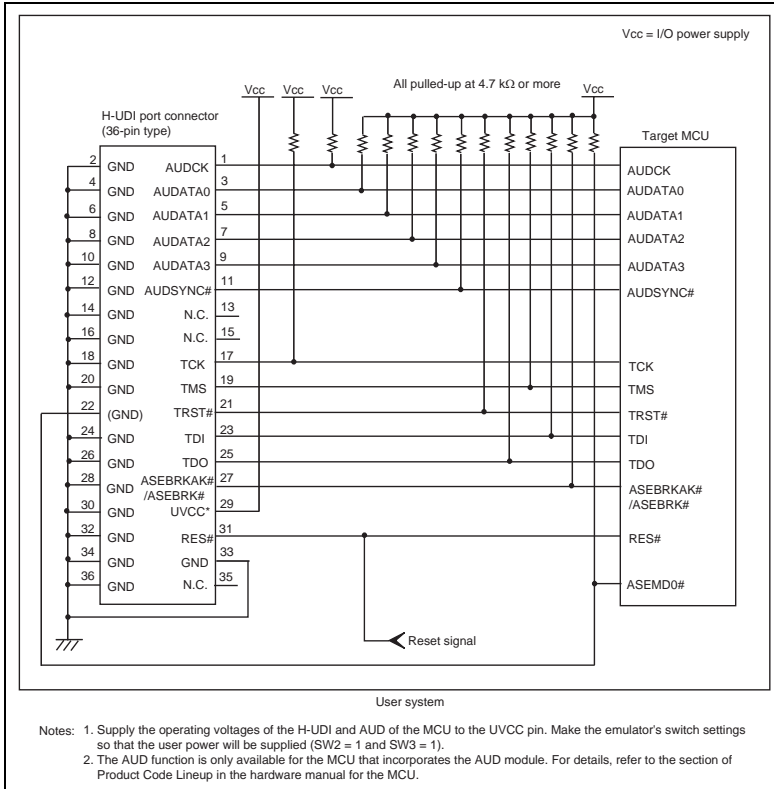 Vcc = I/O power supply
Vcc Vcc Vcc All pulled-up at 4.7 kΩ or more Vcc
H-UDI port connector
(36-pin type)
Target MCU
2 GND AUDCK 1 AUDCK
4 GND AUDATA0 3 AUDATA0
6 GND AUDATA1 5 AUDATA1
8 GND AUDATA2 7 AUDATA2
10 GND AUDATA3 9 AUDATA3
12 GND AUDSYNC# 11 AUDSYNC#
14 GND N.C. 13
16 GND N.C. 15
18 GND TCK 17 TCK
20 GND TMS 19 TMS
22 (GND) TRST# 21 TRST#
24 GND TDI 23 TDI
26 GND TDO 25 TDO
28 GND ASEBRKAK# /ASEBRK# 27 ASEBRKAK# /ASEBRK#
30 GND UVCC* 29
32 GND RES# 31 RES#
34 GND GND 33
36 GND N.C. 35 ASEMD0#
Reset signal
User system
Notes: 1. Supply the operating voltages of the H-UDI and AUD of the MCU to the UVCC pin. Make the emulator's switch settings
so that the user power will be supplied (SW2 = 1 and SW3 = 1).
2. The AUD function is only available for the MCU that incorporates the AUD module. For details, refer to the section of
Product Code Lineup in the hardware manual for the MCU.